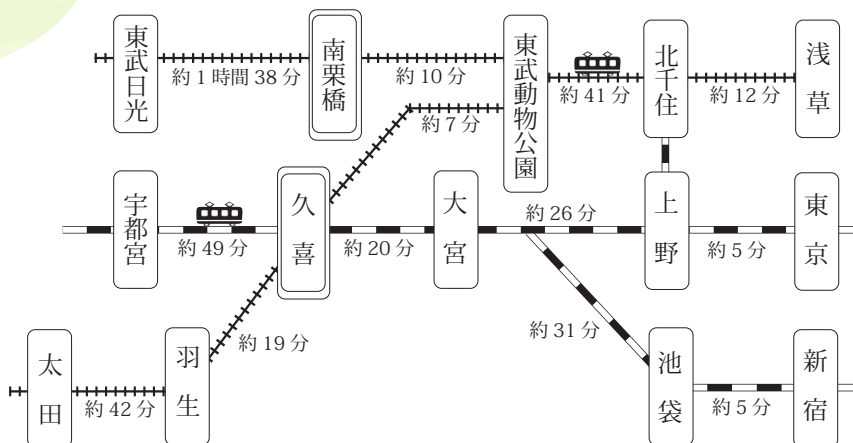 東武日光
約 1 時間 38 分
南栗橋
約 10 分
東武動物公園
約 41 分
北千住
約 12 分
浅草
約 7 分
宇都宮
約 49 分
久喜
約 20 分
大宮
約 26 分
上野
約 5 分
東京
約 19 分
約 31 分
太田
約 42 分
羽生
池袋
約 5 分
新宿